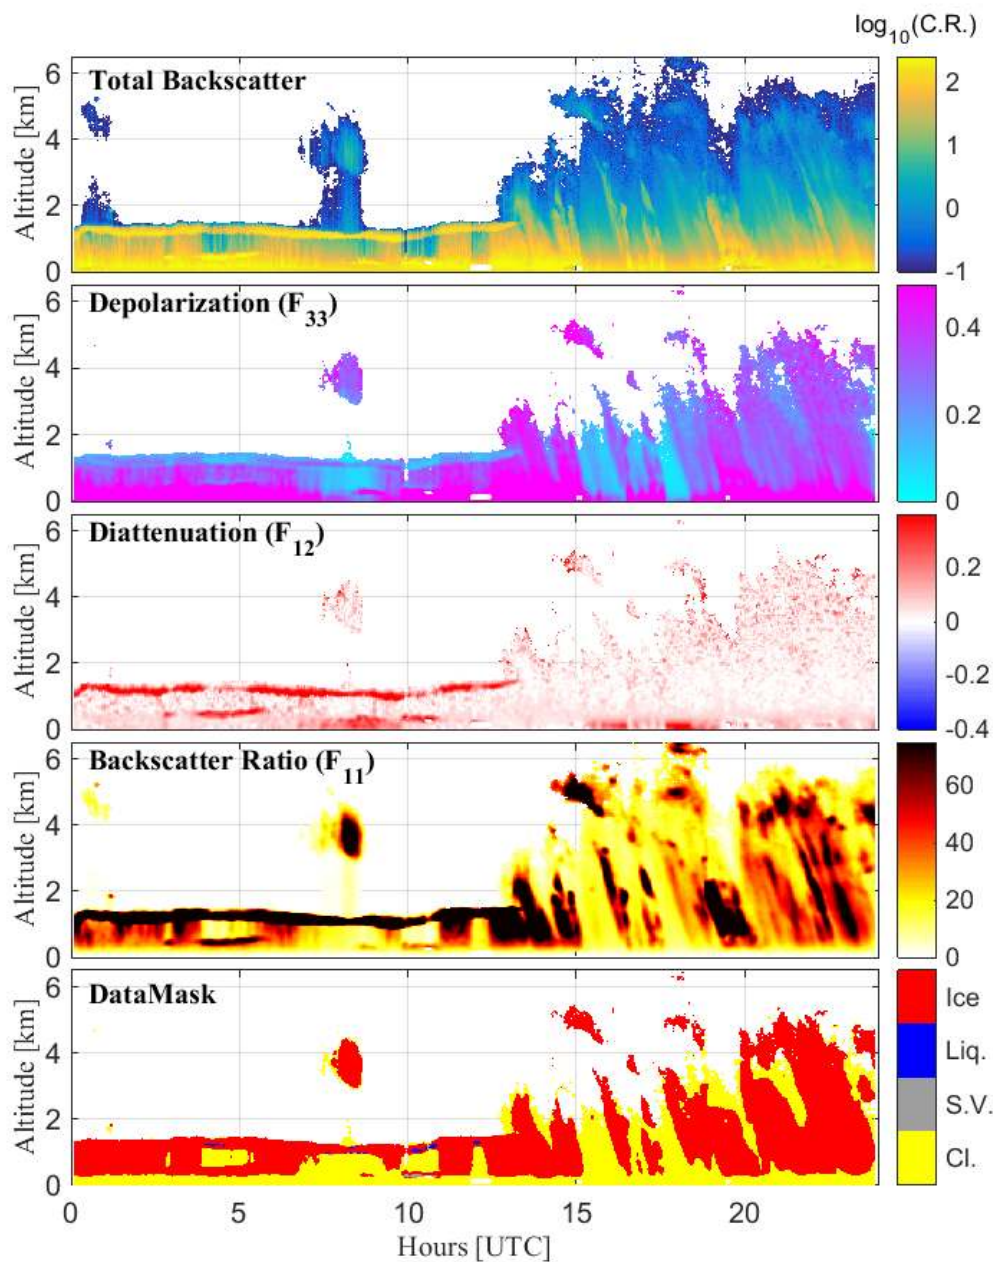 log₁₀(C.R.)
Total Backscatter
Altitude [km]
6
4
2
0
2
1
0
-1
Depolarization (F₃₃)
Altitude [km]
6
4
2
0
0.4
0.2
0
Diattenuation (F₁₂)
Altitude [km]
6
4
2
0
0.2
0
-0.2
-0.4
Backscatter Ratio (F₁₁)
Altitude [km]
6
4
2
0
60
40
20
0
DataMask
Altitude [km]
6
4
2
0
Ice
Liq.
S.V.
Cl.
0 5 10 15 20
Hours [UTC]